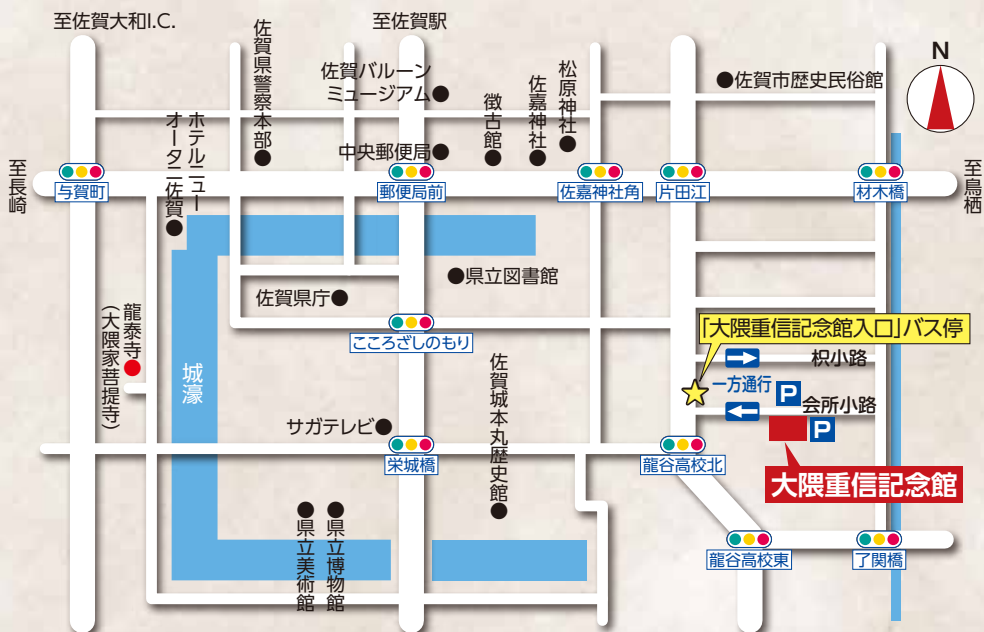 至佐賀大和I.C.
至佐賀駅
佐賀県警察本部
佐賀バルーン
ミュージアム
徴古館
佐嘉神社
松原神社
佐賀市歴史民俗館
N
ホテルニュー
オータニ佐賀
中央郵便局
至長崎
与賀町
郵便局前
佐嘉神社角
片田江
材木橋
至鳥栖
県立図書館
佐賀県庁
龍泰寺
(大隈家菩提寺)
こころざしのもり
「大隈重信記念館入口」バス停
枳小路
一方通行
P
会所小路
P
城濠
佐賀城本丸歴史館
サガテレビ
栄城橋
龍谷高校北
大隈重信記念館
県立美術館
県立博物館
龍谷高校東
了関橋